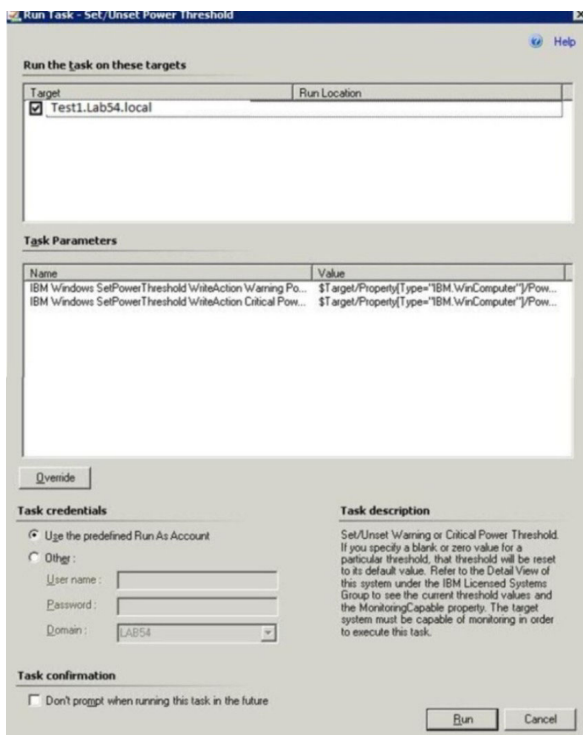 Run Task - Set/Unset Power Threshold
Help
Run the task on these targets
Target Run Location
Test1.Lab54.local
Task Parameters
Name Value
IBM Windows SetPowerThreshold WriteAction Warning Po... $Target/Property[Type="IBM.WinComputer"]/Pow...
IBM Windows SetPowerThreshold WriteAction Critical Pow... $Target/Property[Type="IBM.WinComputer"]/Pow...
Override
Task credentials
Use the predefined Run As Account
Other :
User name :
Password :
Domain : LAB54
Task description
Set/Unset Warning or Critical Power Threshold.
If you specify a blank or zero value for a
particular threshold, that threshold will be reset
to its default value. Refer to the Detail View of
this system under the IBM Licensed Systems
Group to see the current threshold values and
the MonitoringCapable property. The target
system must be capable of monitoring in order
to execute this task.
Task confirmation
Don't prompt when running this task in the future
Run Cancel